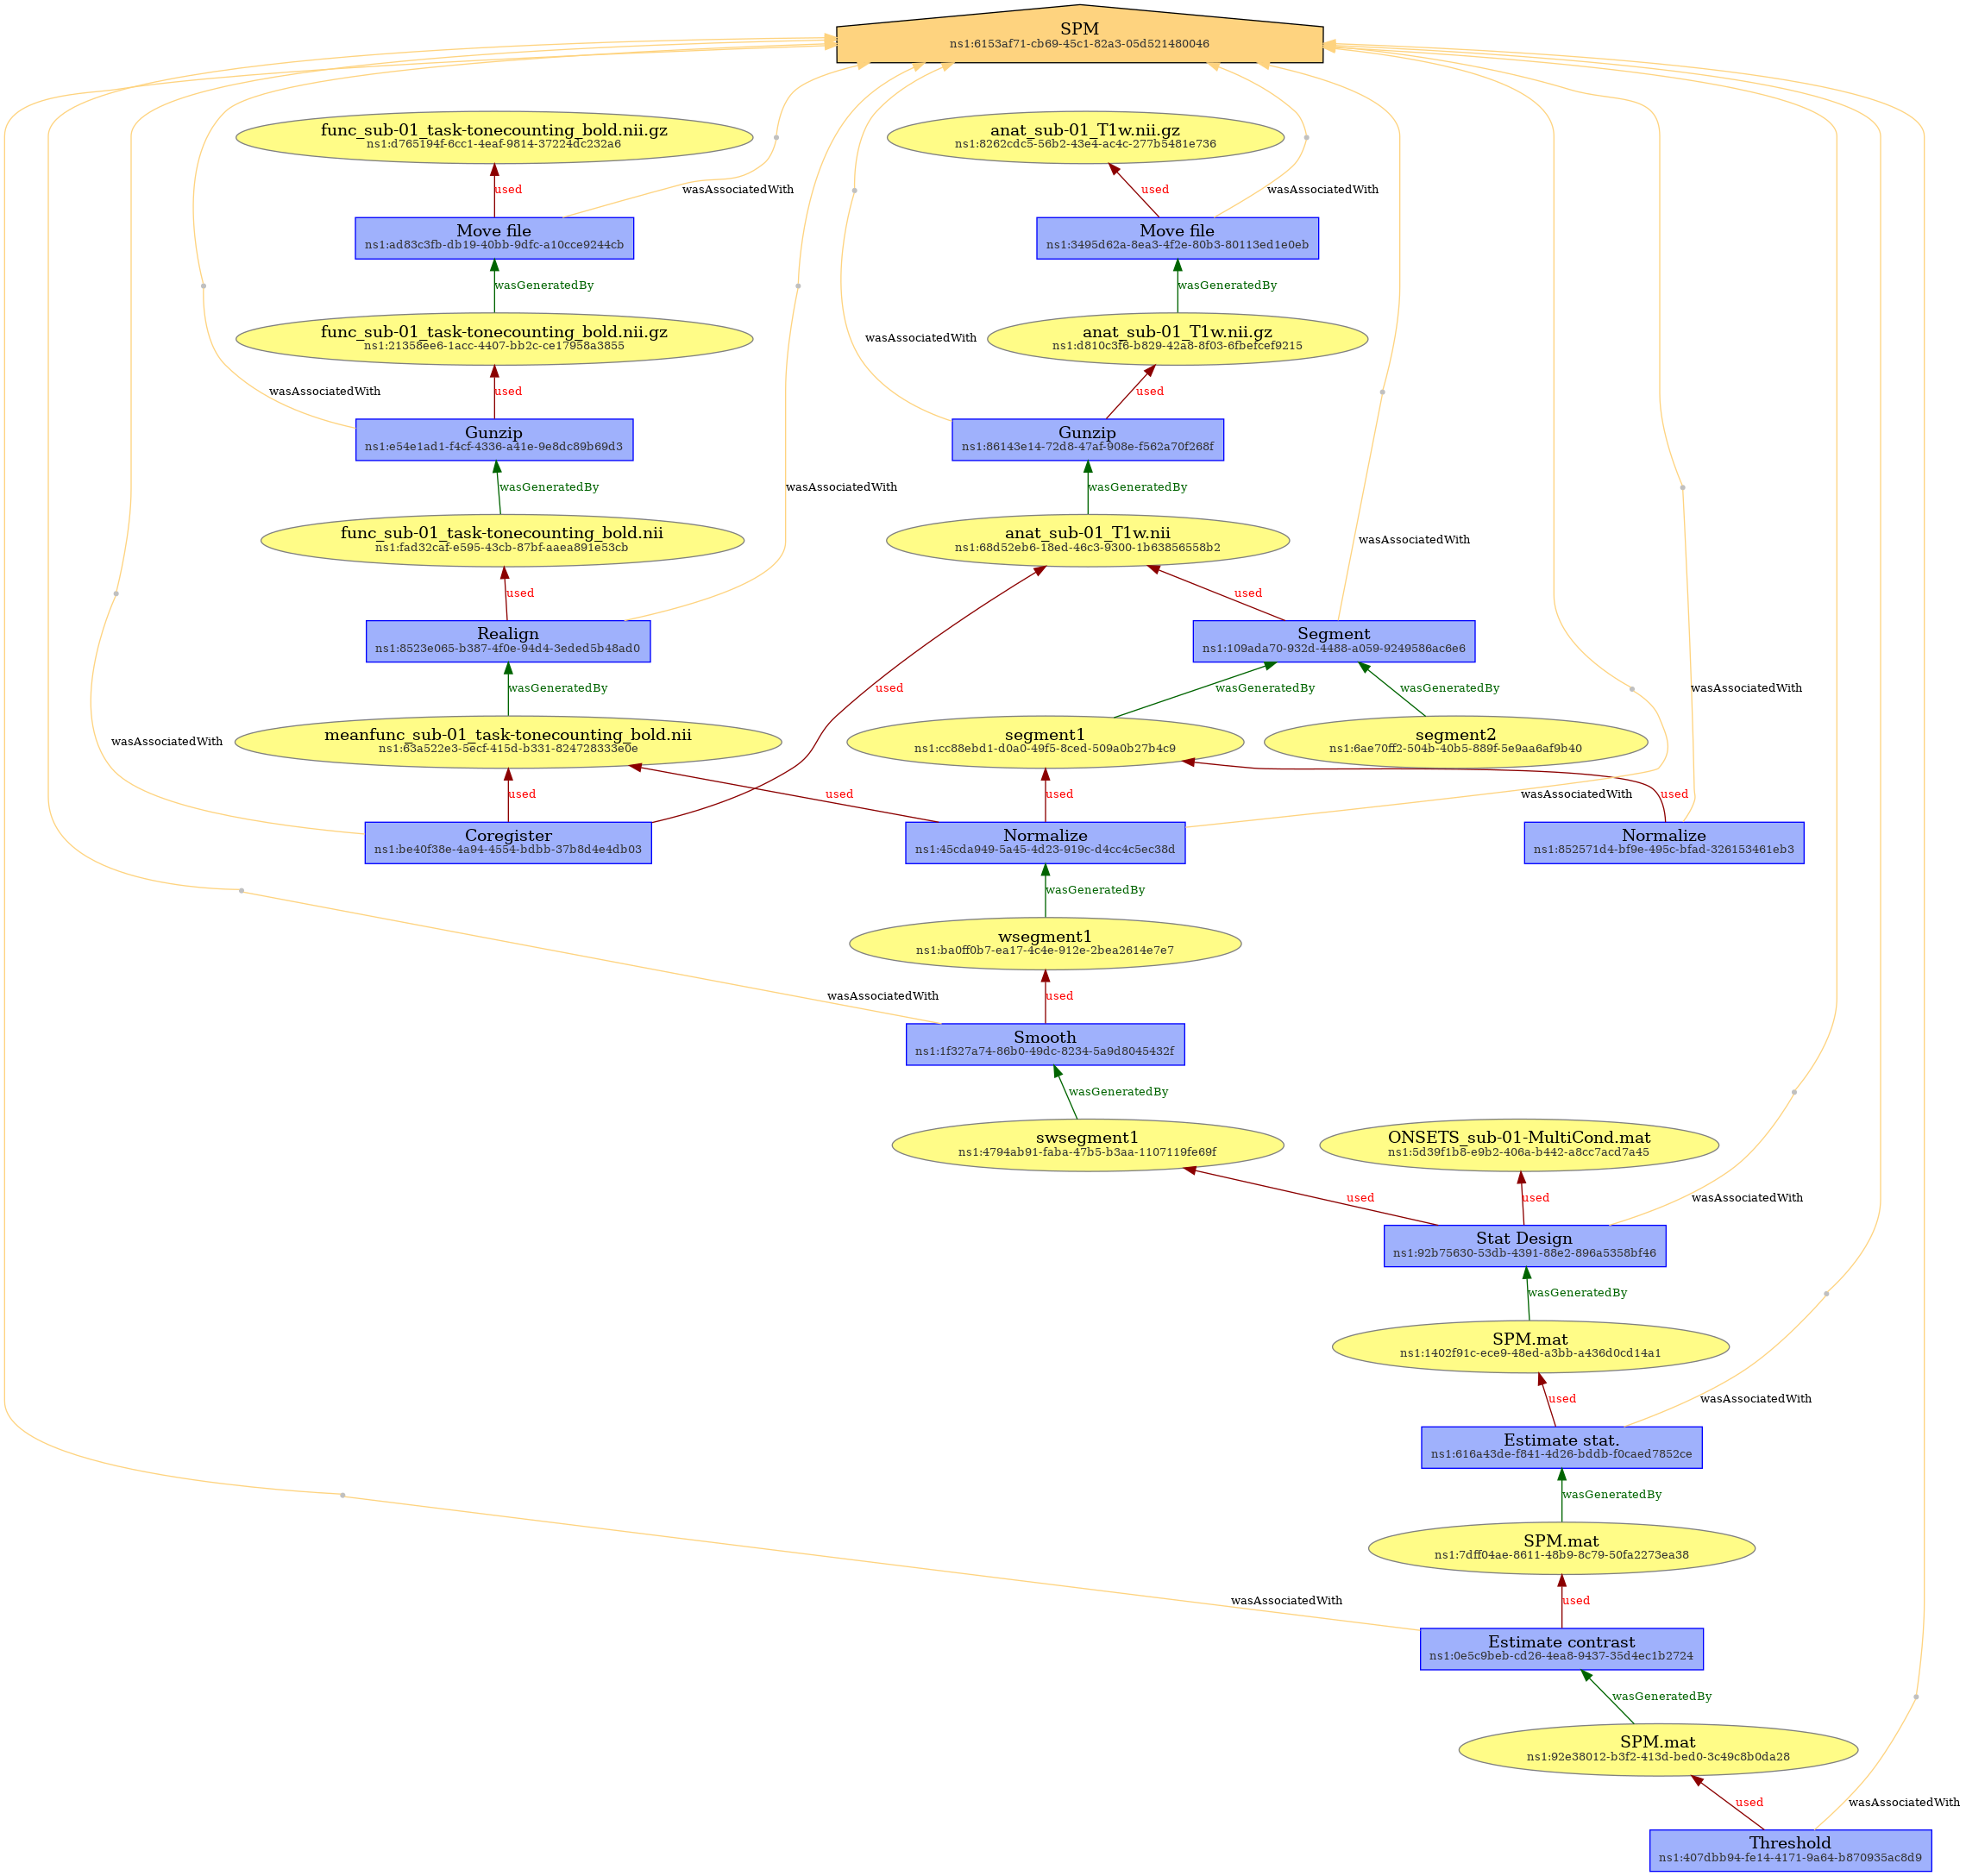 SPM
ns1:6153af71-cb69-45c1-82a3-05d521480046
func_sub-01_task-tonecounting_bold.nii.gz
ns1:d765194f-6cc1-4eaf-9814-37224dc232a6
anat_sub-01_T1w.nii.gz
ns1:8262cdc5-56b2-43e4-ac4c-277b5481e736
used
wasAssociatedWith
used
wasAssociatedWith
Move file
ns1:ad83c3fb-db19-40bb-9dfc-a10cce9244cb
Move file
ns1:3495d62a-8ea3-4f2e-80b3-80113ed1e0eb
wasGeneratedBy
wasGeneratedBy
func_sub-01_task-tonecounting_bold.nii.gz
ns1:21358ee6-1acc-4407-bb2c-ce17958a3855
anat_sub-01_T1w.nii.gz
ns1:d810c3f6-b829-42a8-8f03-6fbefcef9215
wasAssociatedWith
wasAssociatedWith
used
used
Gunzip
ns1:e54e1ad1-f4cf-4336-a41e-9e8dc89b69d3
Gunzip
ns1:86143e14-72d8-47af-908e-f562a70f268f
wasGeneratedBy
wasAssociatedWith
wasGeneratedBy
func_sub-01_task-tonecounting_bold.nii
ns1:fad32caf-e595-43cb-87bf-aaea891e53cb
anat_sub-01_T1w.nii
ns1:68d52eb6-18ed-46c3-9300-1b63856558b2
wasAssociatedWith
used
used
Realign
ns1:8523e065-b387-4f0e-94d4-3eded5b48ad0
Segment
ns1:109ada70-932d-4488-a059-9249586ac6e6
wasGeneratedBy
used
wasGeneratedBy
wasGeneratedBy
wasAssociatedWith
meanfunc_sub-01_task-tonecounting_bold.nii
ns1:63a522e3-5ecf-415d-b331-824728333e0e
segment1
ns1:cc88ebd1-d0a0-49f5-8ced-509a0b27b4c9
segment2
ns1:6ae70ff2-504b-40b5-889f-5e9aa6af9b40
wasAssociatedWith
used
used
used
wasAssociatedWith
used
Coregister
ns1:be40f38e-4a94-4554-bdbb-37b8d4e4db03
Normalize
ns1:45cda949-5a45-4d23-919c-d4cc4c5ec38d
Normalize
ns1:852571d4-bf9e-495c-bfad-326153461eb3
wasGeneratedBy
wsegment1
ns1:ba0ff0b7-ea17-4c4e-912e-2bea2614e7e7
wasAssociatedWith
used
Smooth
ns1:1f327a74-86b0-49dc-8234-5a9d8045432f
wasGeneratedBy
swsegment1
ns1:4794ab91-faba-47b5-b3aa-1107119fe69f
ONSETS_sub-01-MultiCond.mat
ns1:5d39f1b8-e9b2-406a-b442-a8cc7acd7a45
used
used
wasAssociatedWith
Stat Design
ns1:92b75630-53db-4391-88e2-896a5358bf46
wasGeneratedBy
SPM.mat
ns1:1402f91c-ece9-48ed-a3bb-a436d0cd14a1
used
wasAssociatedWith
Estimate stat.
ns1:616a43de-f841-4d26-bddb-f0caed7852ce
wasGeneratedBy
SPM.mat
ns1:7dff04ae-8611-48b9-8c79-50fa2273ea38
wasAssociatedWith
used
Estimate contrast
ns1:0e5c9beb-cd26-4ea8-9437-35d4ec1b2724
wasGeneratedBy
SPM.mat
ns1:92e38012-b3f2-413d-bed0-3c49c8b0da28
used
wasAssociatedWith
Threshold
ns1:407dbb94-fe14-4171-9a64-b870935ac8d9